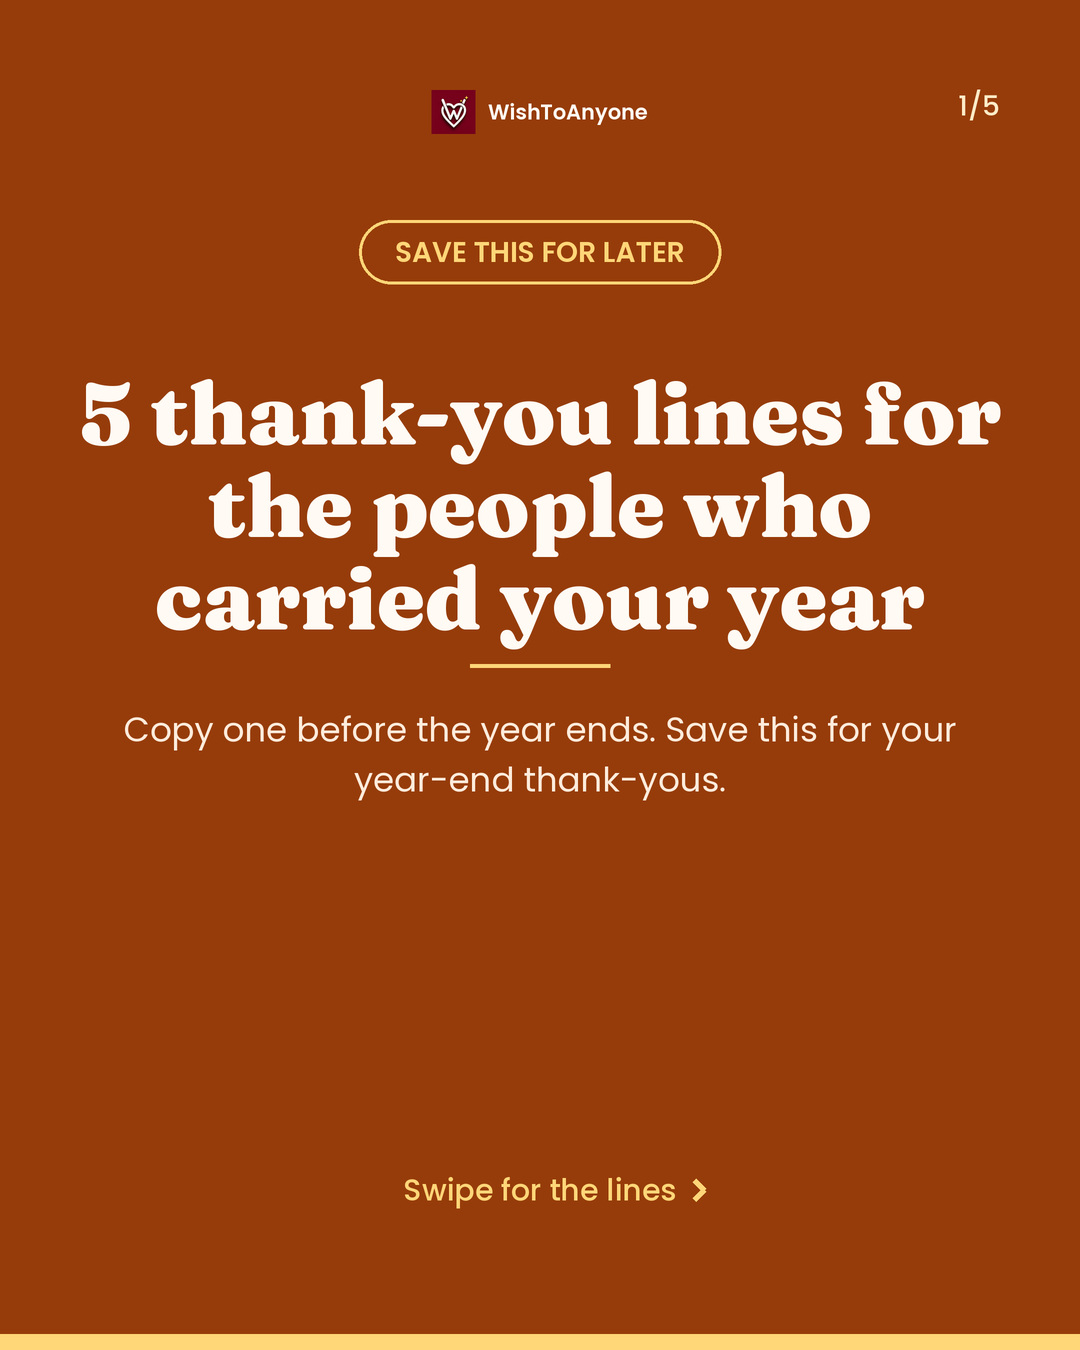 WishToAnyone
1/5
SAVE THIS FOR LATER
5 thank-you lines for
the people who
carried your year
Copy one before the year ends. Save this for your
year-end thank-yous.
Swipe for the lines